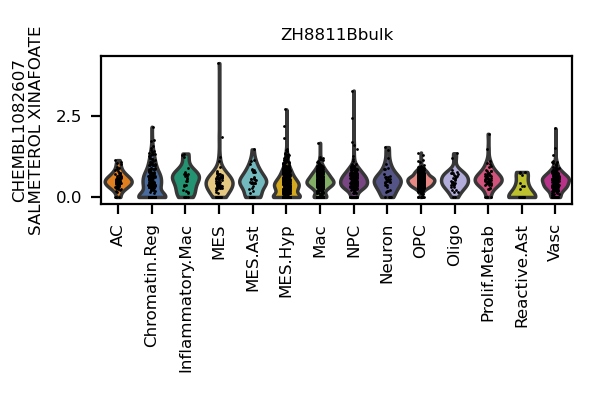 ZH8811Bbulk
CHEMBL1082607
SALMETEROL XINAFOATE
2.5
0.0
AC
Chromatin.Reg
Inflammatory.Mac
MES
MES.Ast
MES.Hyp
Mac
NPC
Neuron
OPC
Oligo
Prolif.Metab
Reactive.Ast
Vasc